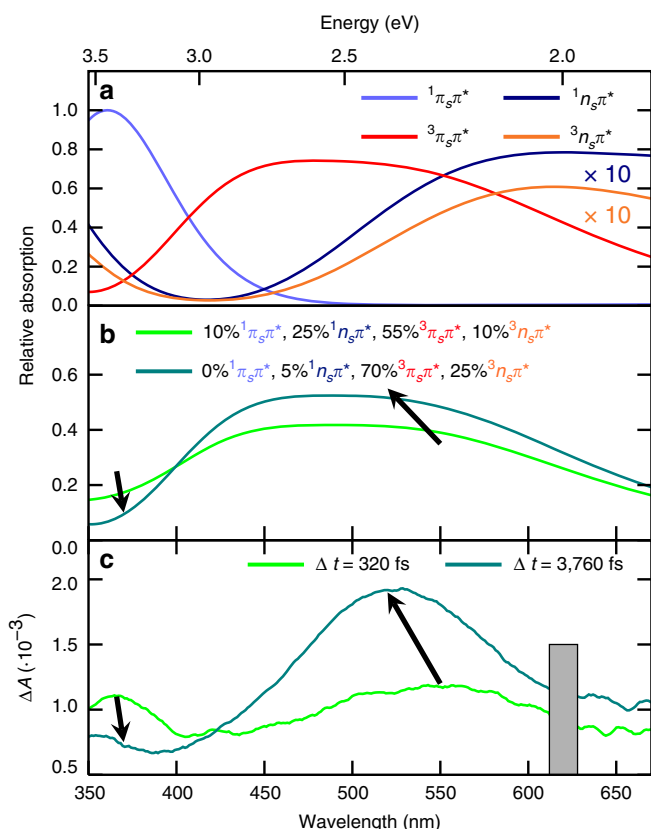 Energy (eV)
3.5 3.0 2.5 2.0
a
¹πₛπ* ¹nₛπ*
³πₛπ* ³nₛπ*
× 10
× 10
1.0
0.8
0.6
0.4
0.2
0.0
Relative absorption
b
10%¹πₛπ*, 25%¹nₛπ*, 55%³πₛπ*, 10%³nₛπ*
0%¹πₛπ*, 5%¹nₛπ*, 70%³πₛπ*, 25%³nₛπ*
0.6
0.4
0.2
0.0
c
Δ t = 320 fs Δ t = 3,760 fs
2.0
1.5
1.0
0.5
ΔA (·10⁻³)
350 400 450 500 550 600 650
Wavelength (nm)